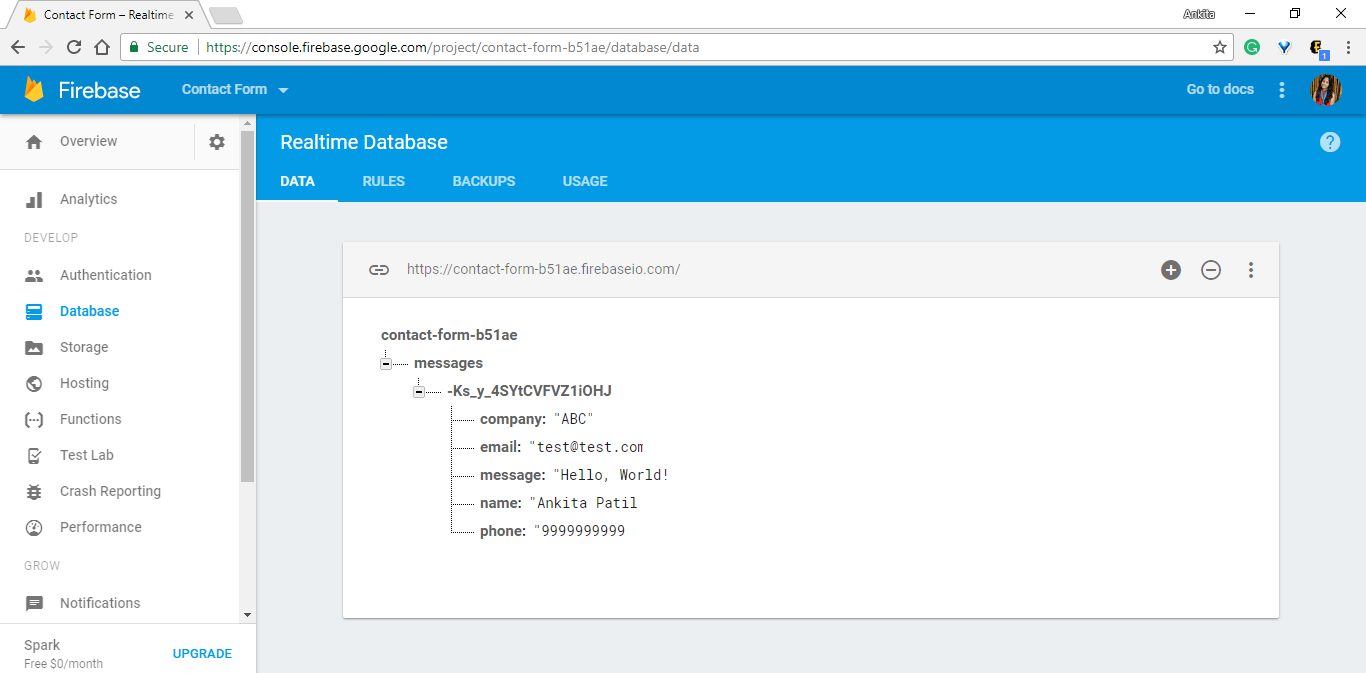 Contact Form – Realtime
Ankita
Secure https://console.firebase.google.com/project/contact-form-b51ae/database/data
1
Firebase Contact Form Go to docs
Overview
Realtime Database ?
DATA RULES BACKUPS USAGE
Analytics
DEVELOP
Authentication
Database
Storage
Hosting
Functions
Test Lab
Crash Reporting
Performance
GROW
Notifications
Spark
Free $0/month
UPGRADE
https://contact-form-b51ae.firebaseio.com/
contact-form-b51ae
messages
-Ks_y_4SYtCVFVZ1iOHJ
company: "ABC"
email: "test@test.com
message: "Hello, World!
name: "Ankita Patil
phone: "9999999999